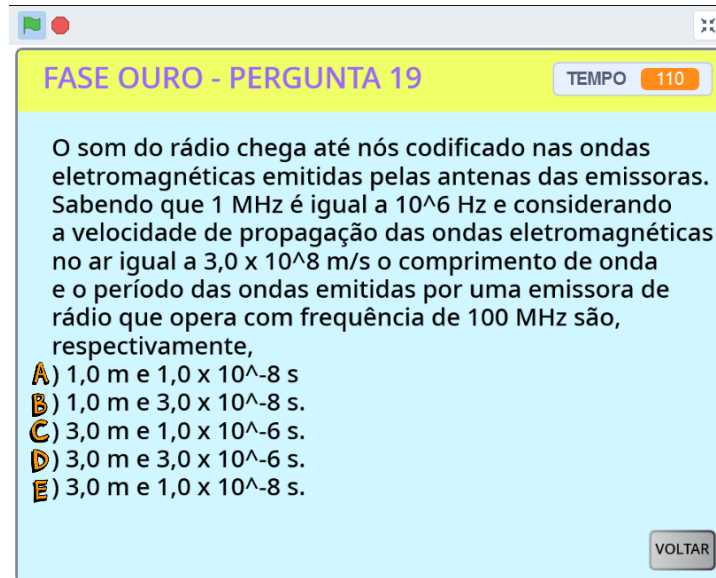 FASE OURO - PERGUNTA 19
TEMPO 110
O som do rádio chega até nós codificado nas ondas
eletromagnéticas emitidas pelas antenas das emissoras.
Sabendo que 1 MHz é igual a 10^6 Hz e considerando
a velocidade de propagação das ondas eletromagnéticas
no ar igual a 3,0 x 10^8 m/s o comprimento de onda
e o período das ondas emitidas por uma emissora de
rádio que opera com frequência de 100 MHz são,
respectivamente,
A) 1,0 m e 1,0 x 10^-8 s
B) 1,0 m e 3,0 x 10^-8 s.
C) 3,0 m e 1,0 x 10^-6 s.
D) 3,0 m e 3,0 x 10^-6 s.
E) 3,0 m e 1,0 x 10^-8 s.
VOLTAR